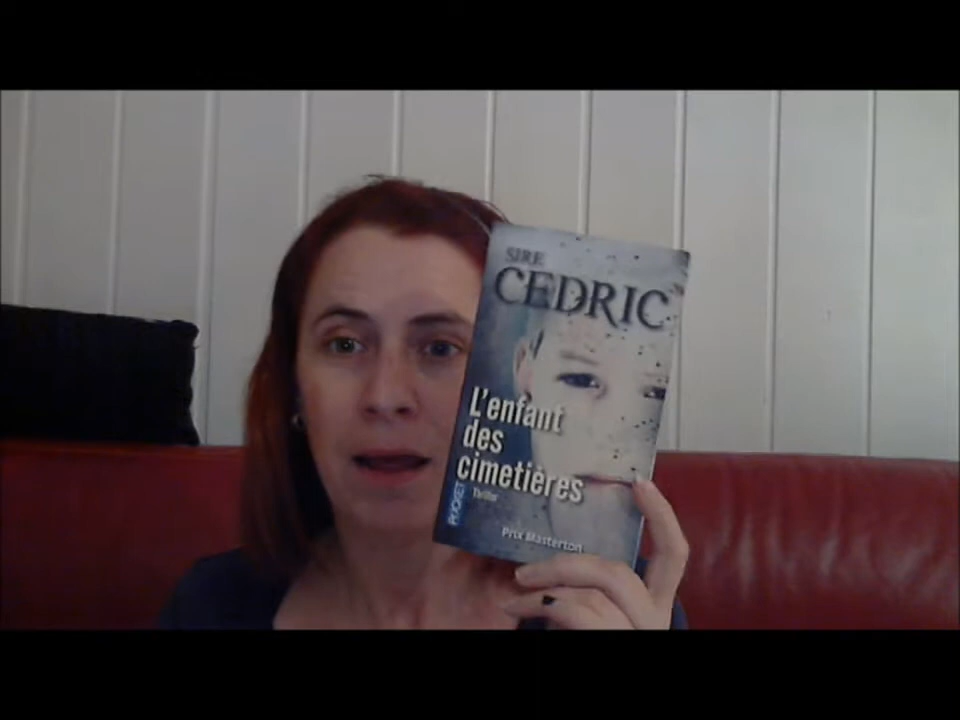 SIRE
CEDRIC
L'enfant
des
cimetières
Thriller
POCKET
Prix Masterton